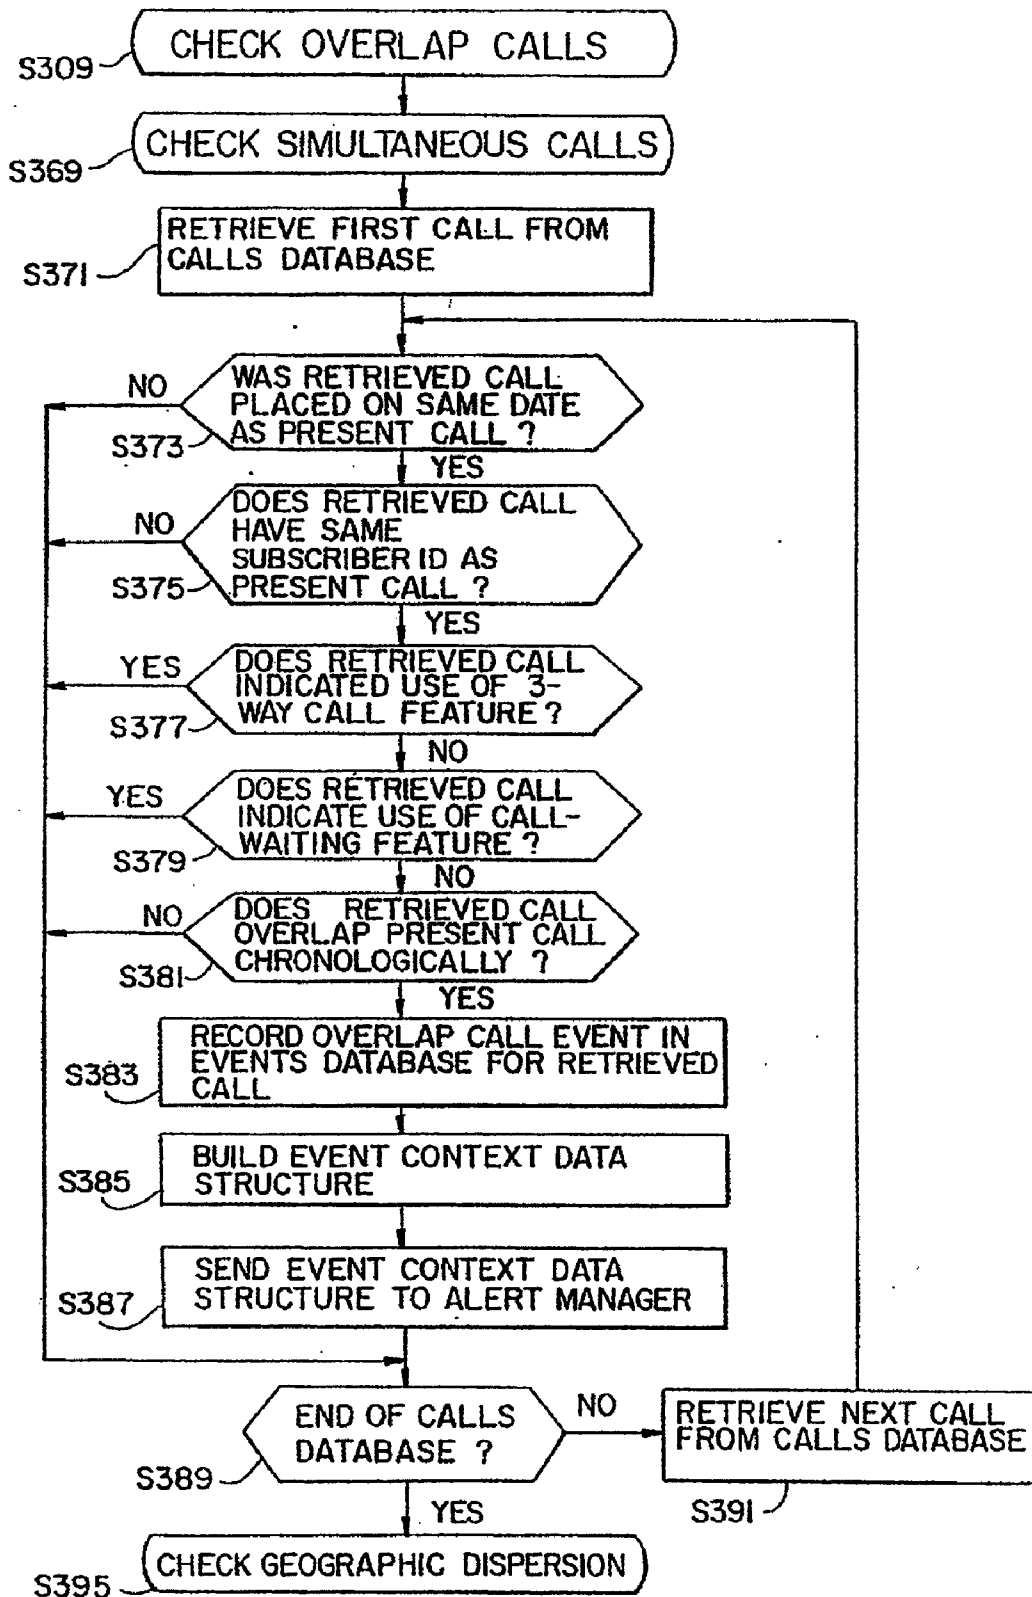 CHECK OVERLAP CALLS
S309
CHECK SIMULTANEOUS CALLS
S369
RETRIEVE FIRST CALL FROM
CALLS DATABASE
S371
NO
WAS RETRIEVED CALL
PLACED ON SAME DATE
AS PRESENT CALL ?
S373
YES
NO
DOES RETRIEVED CALL
HAVE SAME
SUBSCRIBER ID AS
PRESENT CALL ?
S375
YES
YES
DOES RETRIEVED CALL
INDICATED USE OF 3-
WAY CALL FEATURE ?
S377
NO
YES
DOES RETRIEVED CALL
INDICATE USE OF CALL-
WAITING FEATURE ?
S379
NO
NO
DOES RETRIEVED CALL
OVERLAP PRESENT CALL
CHRONOLOGICALLY ?
S381
YES
RECORD OVERLAP CALL EVENT IN
EVENTS DATABASE FOR RETRIEVED
CALL
S383
BUILD EVENT CONTEXT DATA
STRUCTURE
S385
SEND EVENT CONTEXT DATA
STRUCTURE TO ALERT MANAGER
S387
END OF CALLS
DATABASE ?
S389
NO
RETRIEVE NEXT CALL
FROM CALLS DATABASE
S391
YES
CHECK GEOGRAPHIC DISPERSION
S395